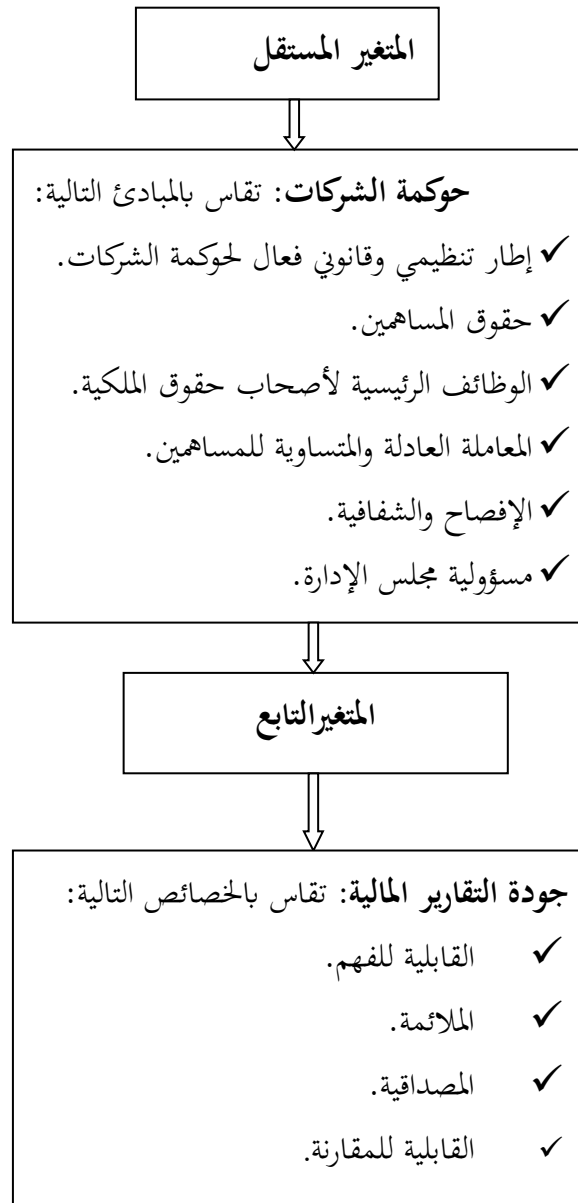 المتغير المستقل
حوكمة الشركات: تقاس بالمبادئ التالية:
✓ إطار تنظيمي وقانوني فعال لحوكمة الشركات.
✓ حقوق المساهمين.
✓ الوظائف الرئيسية لأصحاب حقوق الملكية.
✓ المعاملة العادلة والمتساوية للمساهمين.
✓ الإفصاح والشفافية.
✓ مسؤولية مجلس الإدارة.
المتغيرالتابع
جودة التقارير المالية: تقاس بالخصائص التالية:
✓ القابلية للفهم.
✓ الملائمة.
✓ المصداقية.
✓ القابلية للمقارنة.